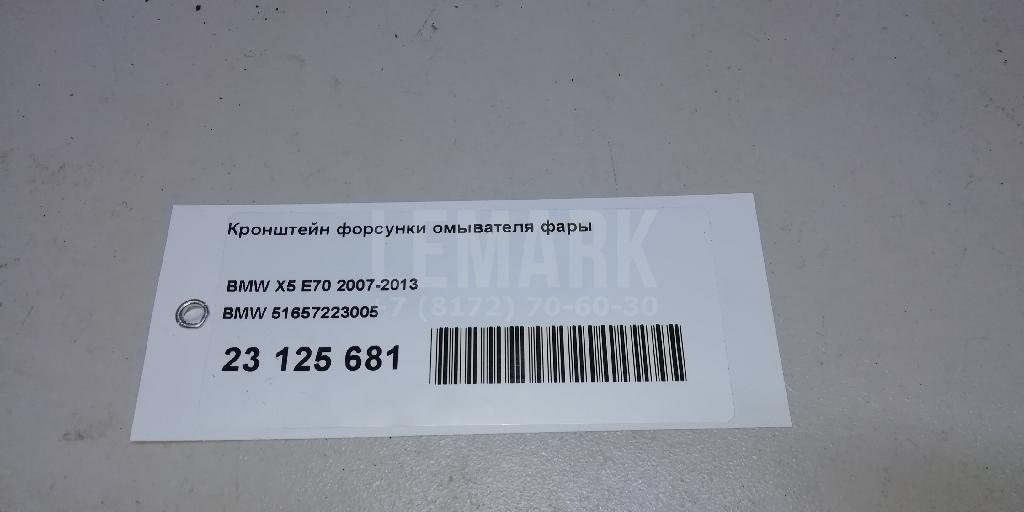 Кронштейн форсунки омывателя фары
LEMARK
BMW X5 E70 2007-2013
+7 (8172) 70-60-30
BMW 51657223005
23 125 681